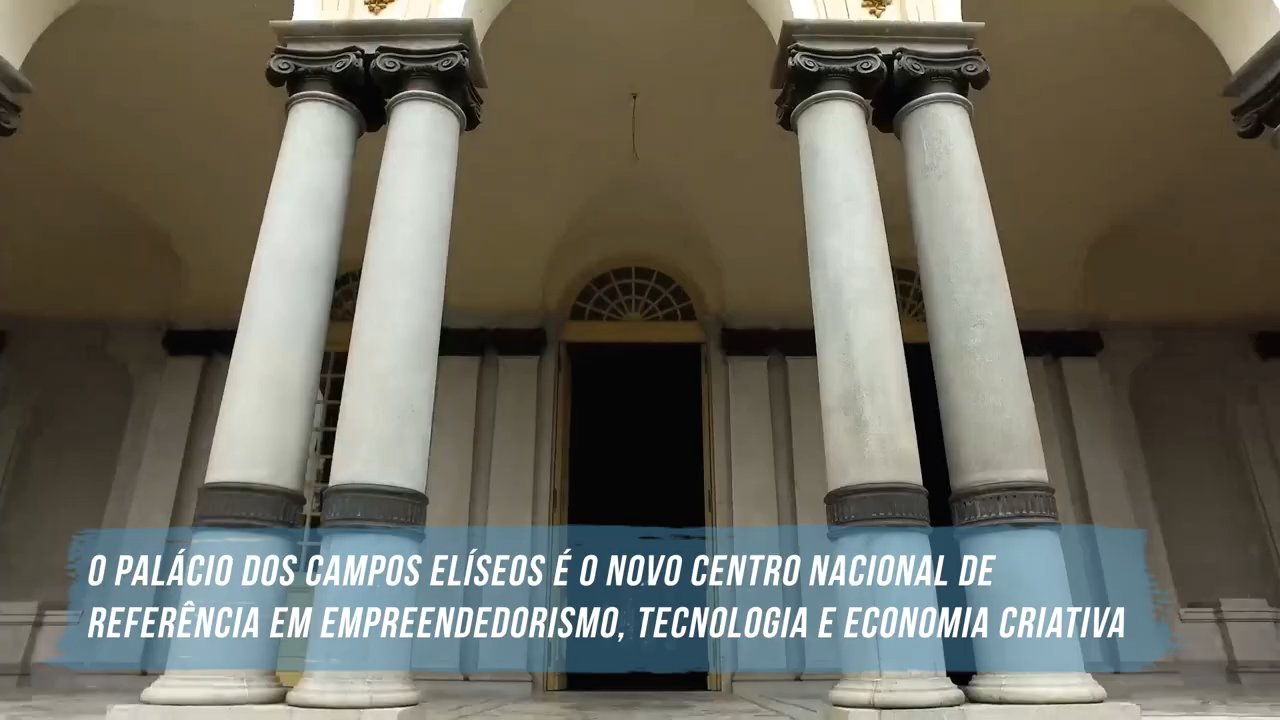 O PALÁCIO DOS CAMPOS ELÍSEOS É O NOVO CENTRO NACIONAL DE
REFERÊNCIA EM EMPREENDEDORISMO, TECNOLOGIA E ECONOMIA CRIATIVA